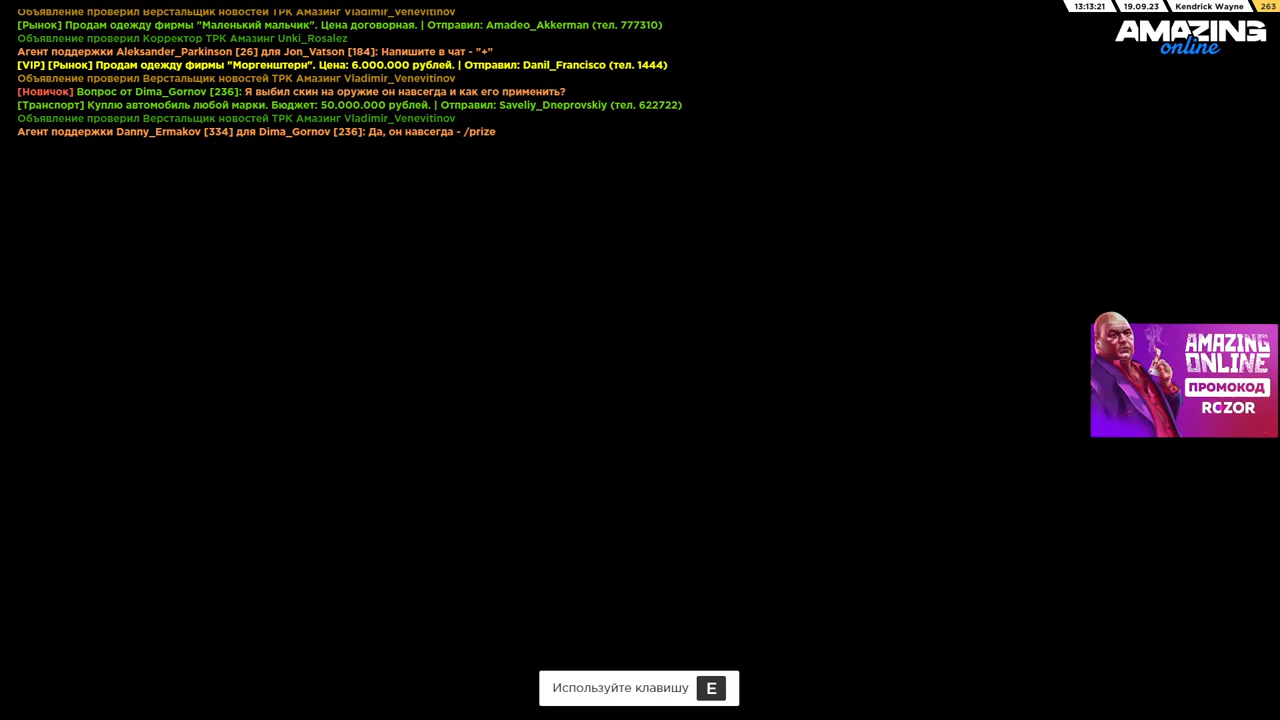 Объявление проверил Верстальщик новостей ТРК Амазинг Vladimir_Venevitinov
[Рынок] Продам одежду фирмы "Маленький мальчик". Цена договорная. | Отправил: Amadeo_Akkerman (тел. 777310)
Объявление проверил Корректор ТРК Амазинг Unki_Rosalez
Агент поддержки Aleksander_Parkinson [26] для Jon_Vatson [184]: Напишите в чат - "+"
[VIP] [Рынок] Продам одежду фирмы "Моргенштерн". Цена: 6.000.000 рублей. | Отправил: Danil_Francisco (тел. 1444)
Объявление проверил Верстальщик новостей ТРК Амазинг Vladimir_Venevitinov
[Новичок] Вопрос от Dima_Gornov [236]: Я выбил скин на оружие он навсегда и как его применить?
[Транспорт] Куплю автомобиль любой марки. Бюджет: 50.000.000 рублей. | Отправил: Saveliy_Dneprovskiy (тел. 622722)
Объявление проверил Верстальщик новостей ТРК Амазинг Vladimir_Venevitinov
Агент поддержки Danny_Ermakov [334] для Dima_Gornov [236]: Да, он навсегда - /prize
13:13:21 19.09.23 Kendrick Wayne 263
AMAZING
online
AMAZING
ONLINE
ПРОМОКОД
ROZOR
Используйте клавишу E